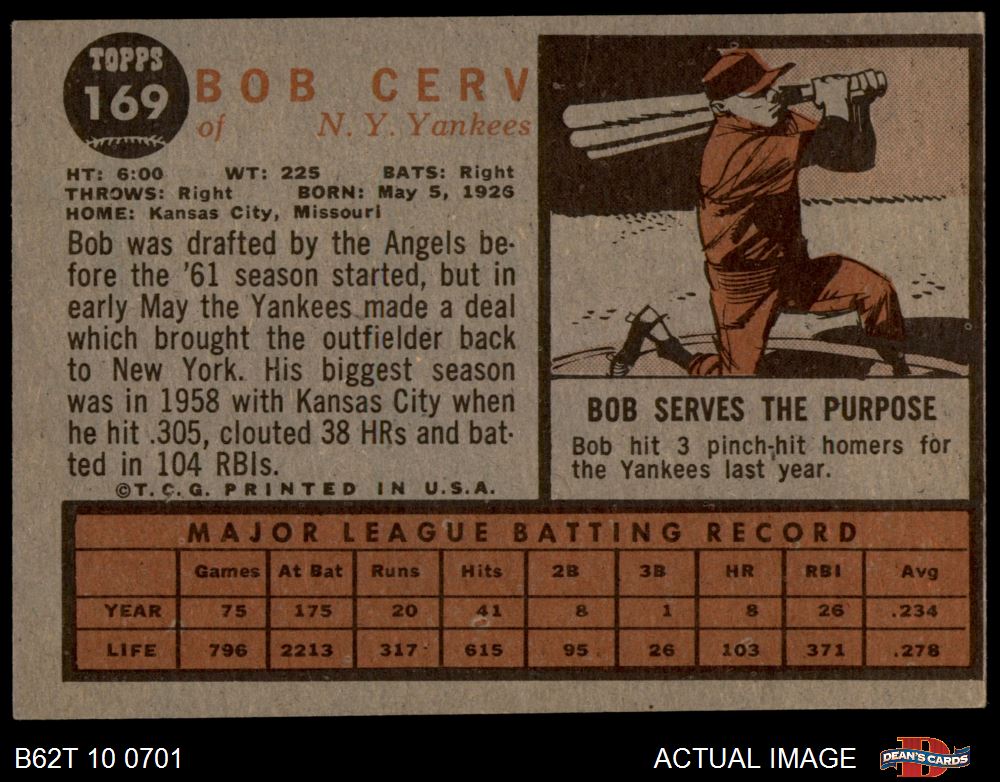 TOPPS
169
BOB CERV
of N. Y. Yankees
HT: 6:00 WT: 225 BATS: Right
THROWS: Right BORN: May 5, 1926
HOME: Kansas City, Missouri
Bob was drafted by the Angels be-
fore the '61 season started, but in
early May the Yankees made a deal
which brought the outfielder back
to New York. His biggest season
was in 1958 with Kansas City when
he hit .305, clouted 38 HRs and bat-
ted in 104 RBIs.
©T.C.G. PRINTED IN U.S.A.
BOB SERVES THE PURPOSE
Bob hit 3 pinch-hit homers for
the Yankees last year.
MAJOR LEAGUE BATTING RECORD
Games At Bat Runs Hits 2B 3B HR RBI Avg
YEAR 75 175 20 41 8 1 8 26 .234
LIFE 796 2213 317 615 95 26 103 371 .278
B62T 10 0701
ACTUAL IMAGE
D
DEAN'S CARDS